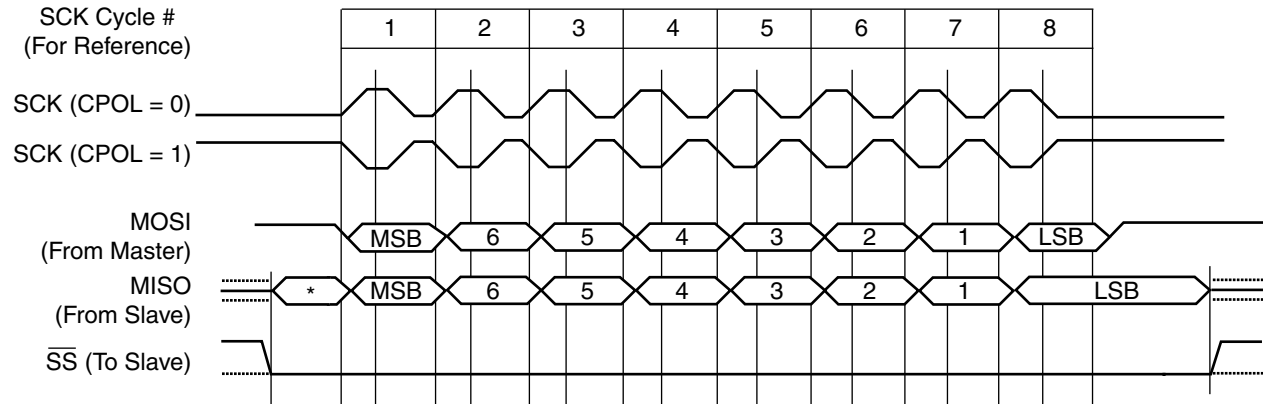 SCK Cycle #
(For Reference)
1 2 3 4 5 6 7 8
SCK (CPOL = 0)
SCK (CPOL = 1)
MOSI
(From Master)
MSB 6 5 4 3 2 1 LSB
MISO
(From Slave)
* MSB 6 5 4 3 2 1 LSB
S̅S̅ (To Slave)